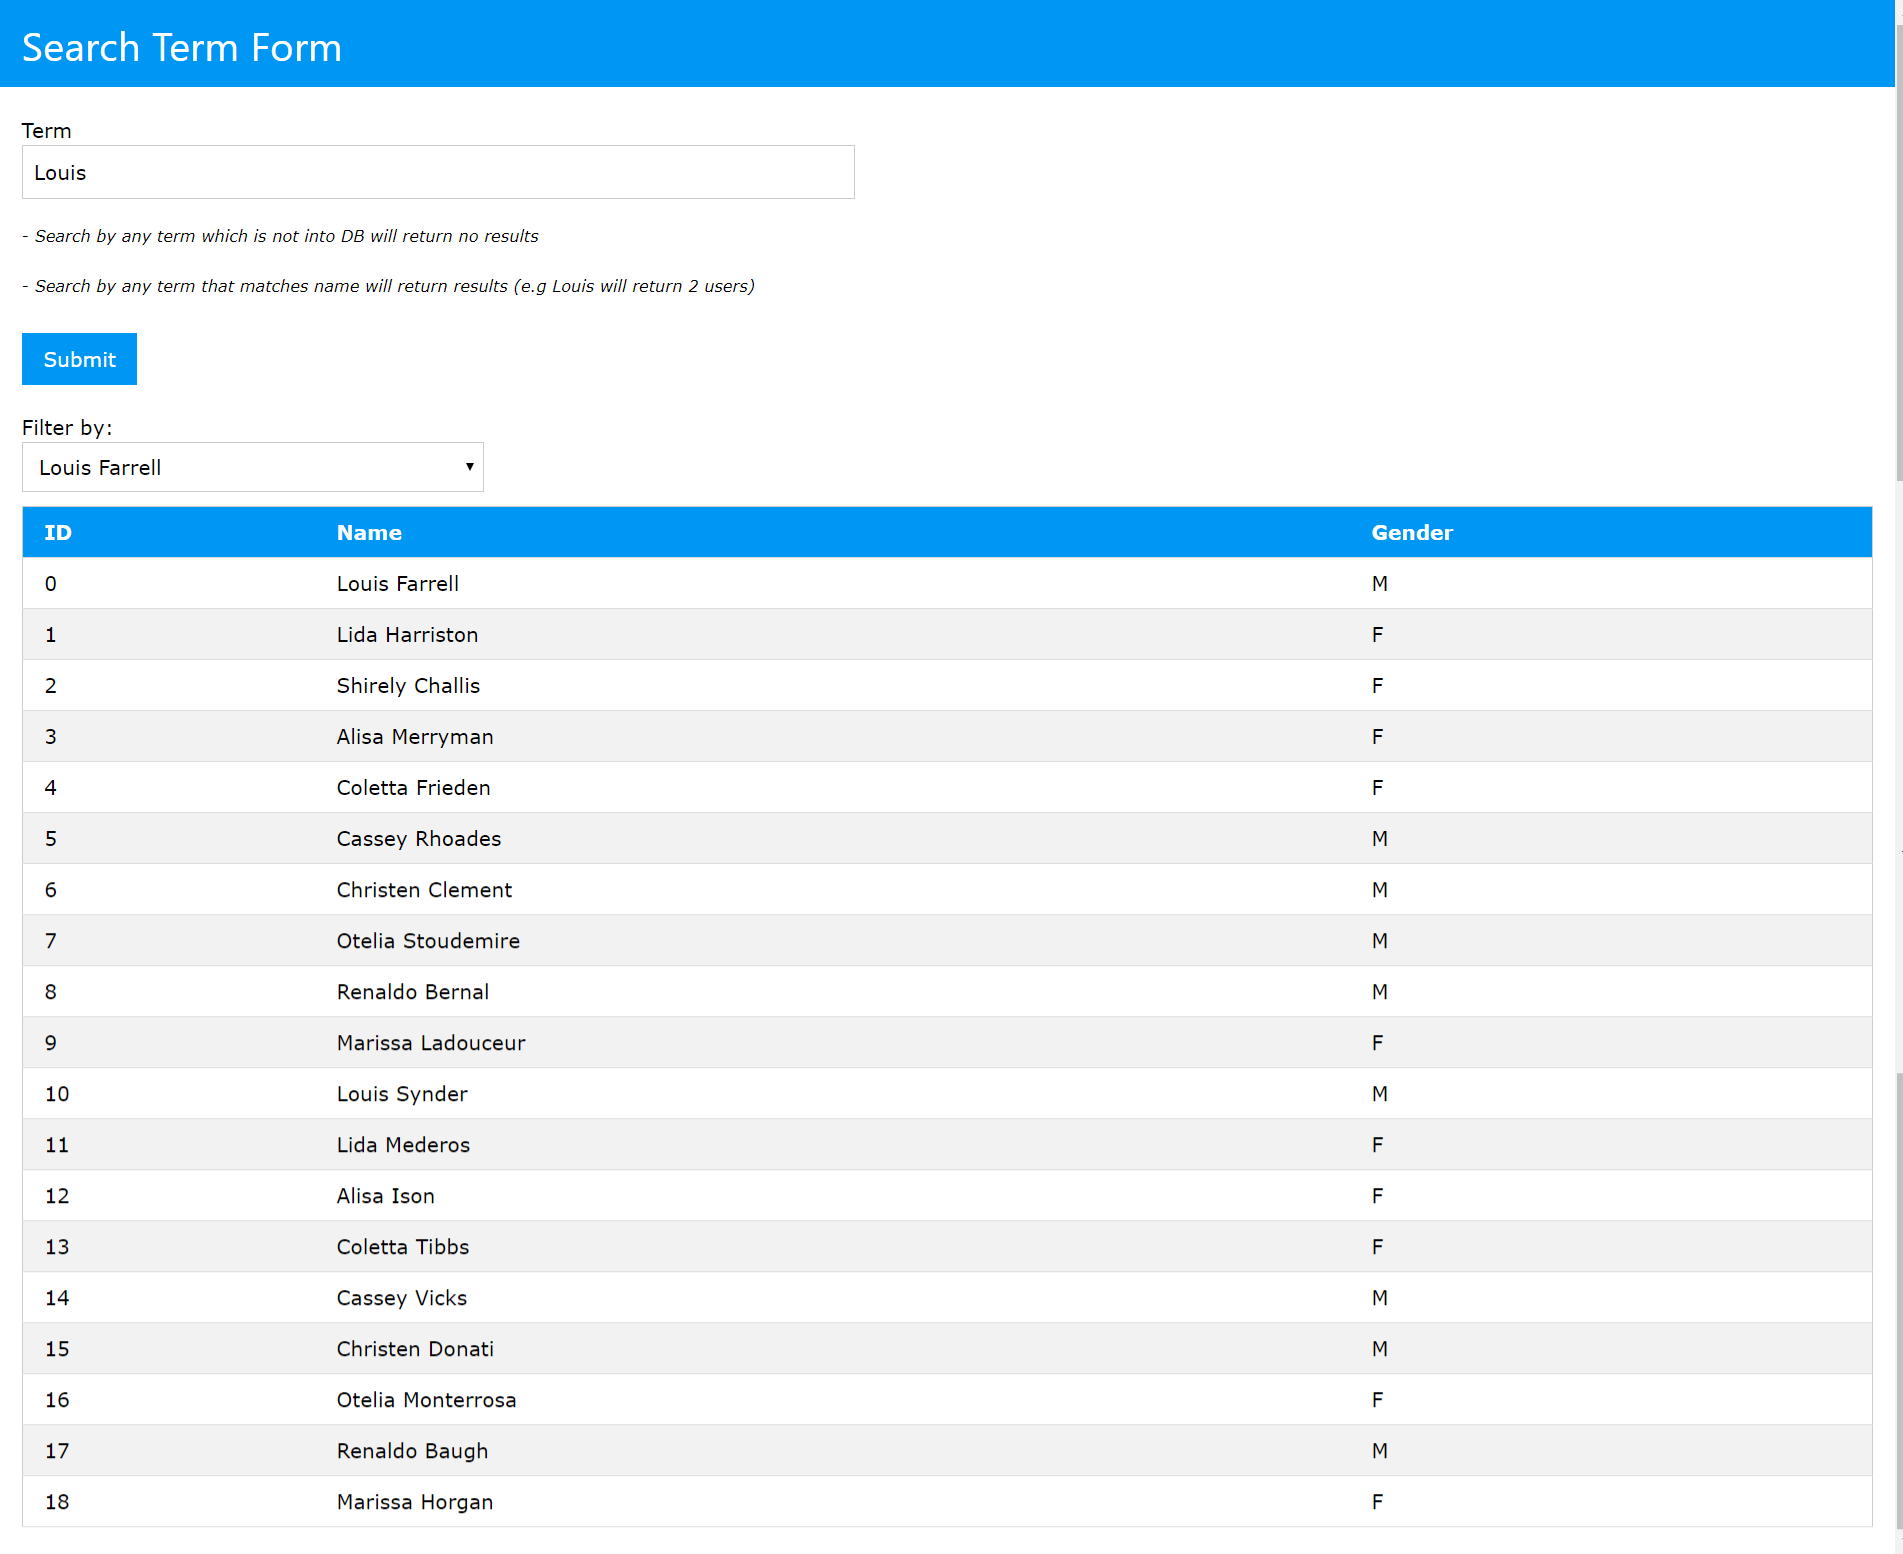 Search Term Form
Term
Louis
- Search by any term which is not into DB will return no results
- Search by any term that matches name will return results (e.g Louis will return 2 users)
Submit
Filter by:
Louis Farrell
ID Name Gender
0 Louis Farrell M
1 Lida Harriston F
2 Shirely Challis F
3 Alisa Merryman F
4 Coletta Frieden F
5 Cassey Rhoades M
6 Christen Clement M
7 Otelia Stoudemire M
8 Renaldo Bernal M
9 Marissa Ladouceur F
10 Louis Synder M
11 Lida Mederos F
12 Alisa Ison F
13 Coletta Tibbs F
14 Cassey Vicks M
15 Christen Donati M
16 Otelia Monterrosa F
17 Renaldo Baugh M
18 Marissa Horgan F